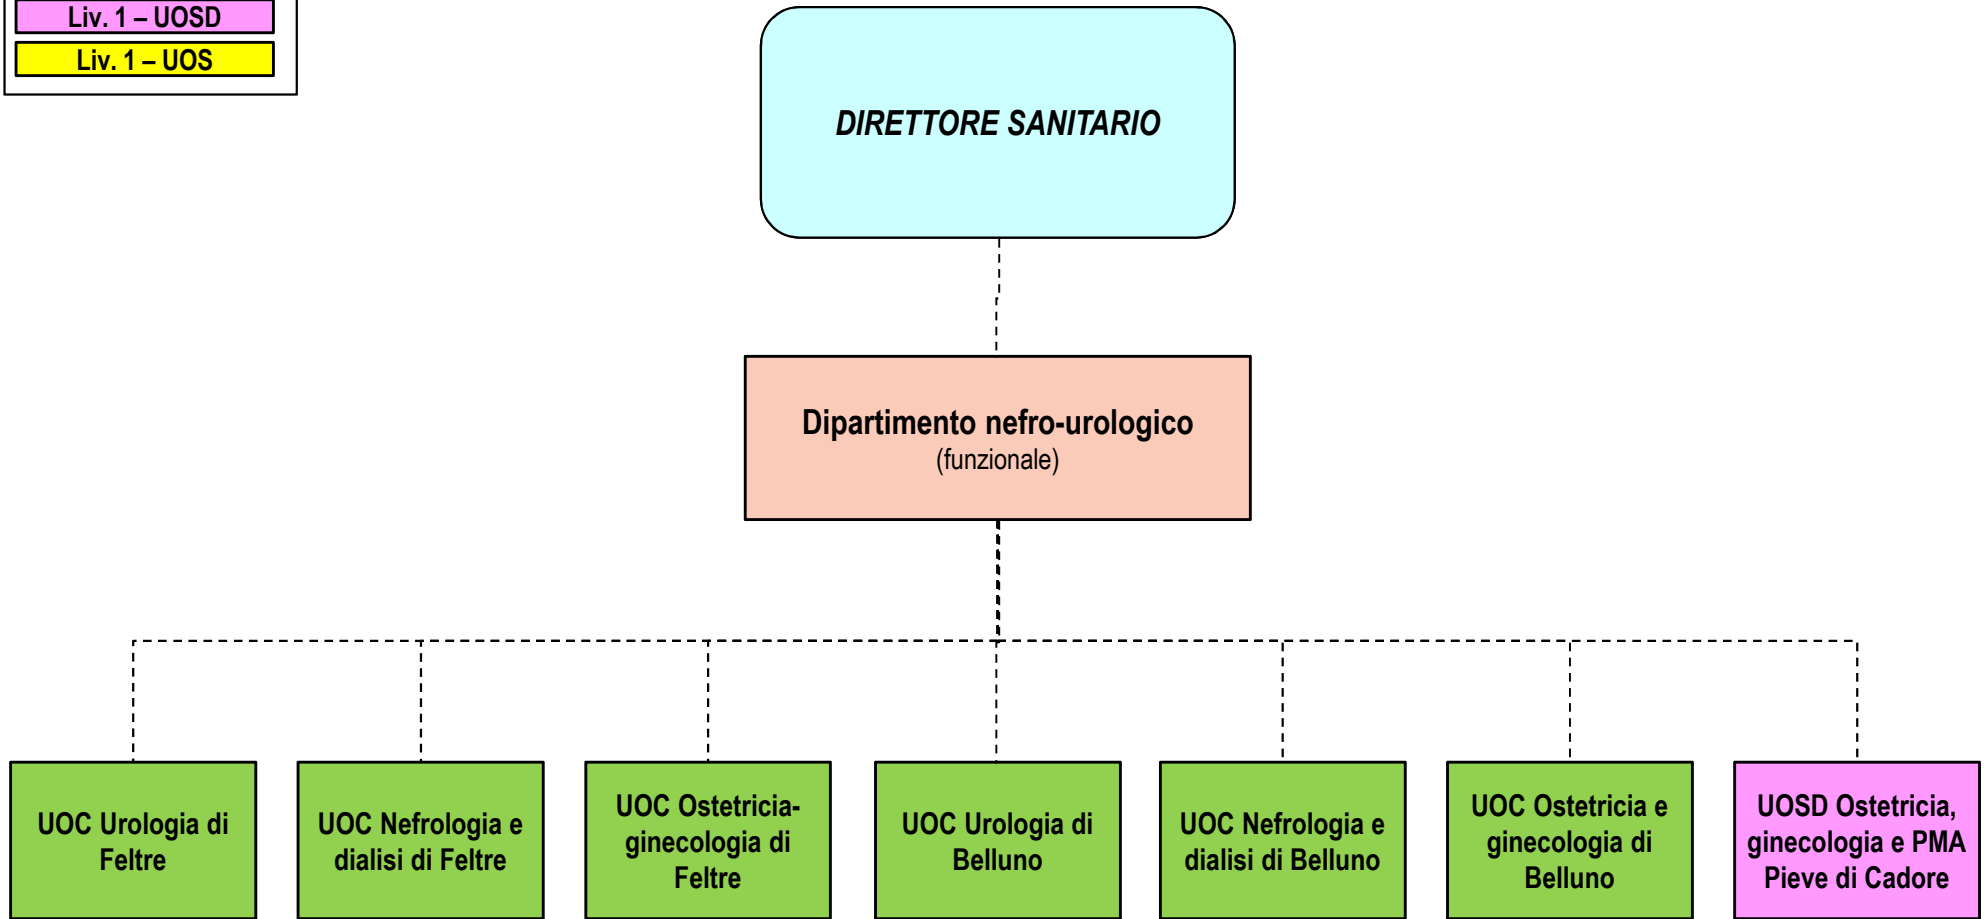 Liv. 1 – UOSD
Liv. 1 – UOS
DIRETTORE SANITARIO
Dipartimento nefro-urologico
(funzionale)
UOC Urologia di
Feltre
UOC Nefrologia e
dialisi di Feltre
UOC Ostetricia-
ginecologia di
Feltre
UOC Urologia di
Belluno
UOC Nefrologia e
dialisi di Belluno
UOC Ostetricia e
ginecologia di
Belluno
UOSD Ostetricia,
ginecologia e PMA
Pieve di Cadore